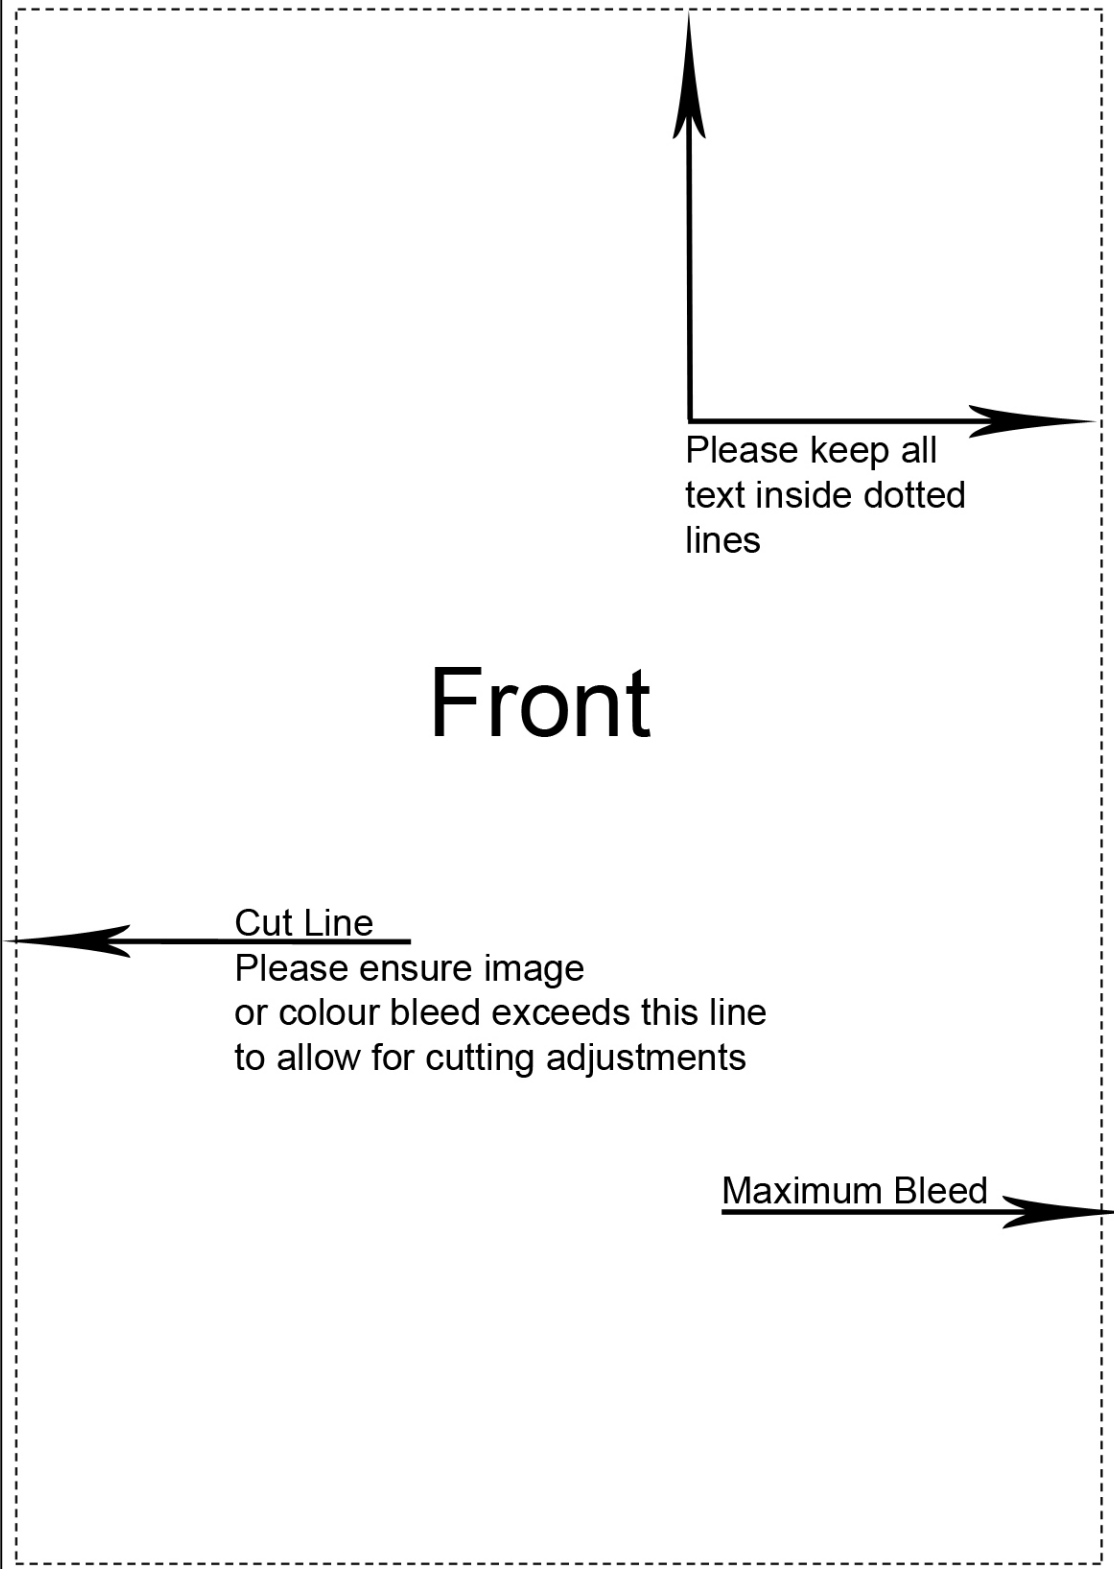 Please keep all
text inside dotted
lines
Front
Cut Line
Please ensure image
or colour bleed exceeds this line
to allow for cutting adjustments
Maximum Bleed